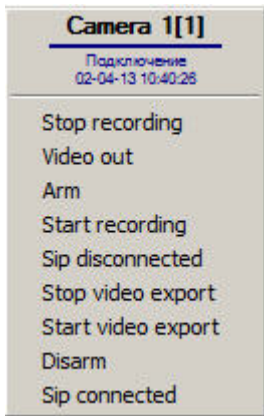 Camera 1[1]
Подключение
02-04-13 10:40:26
Stop recording
Video out
Arm
Start recording
Sip disconnected
Stop video export
Start video export
Disarm
Sip connected